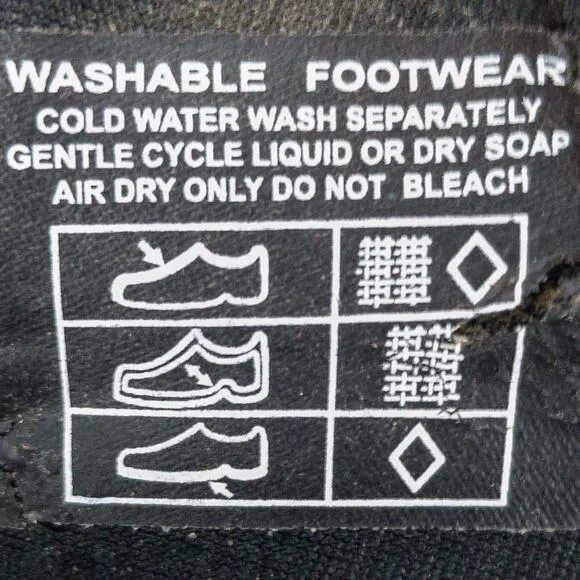 WASHABLE FOOTWEAR
COLD WATER WASH SEPARATELY
GENTLE CYCLE LIQUID OR DRY SOAP
AIR DRY ONLY DO NOT BLEACH